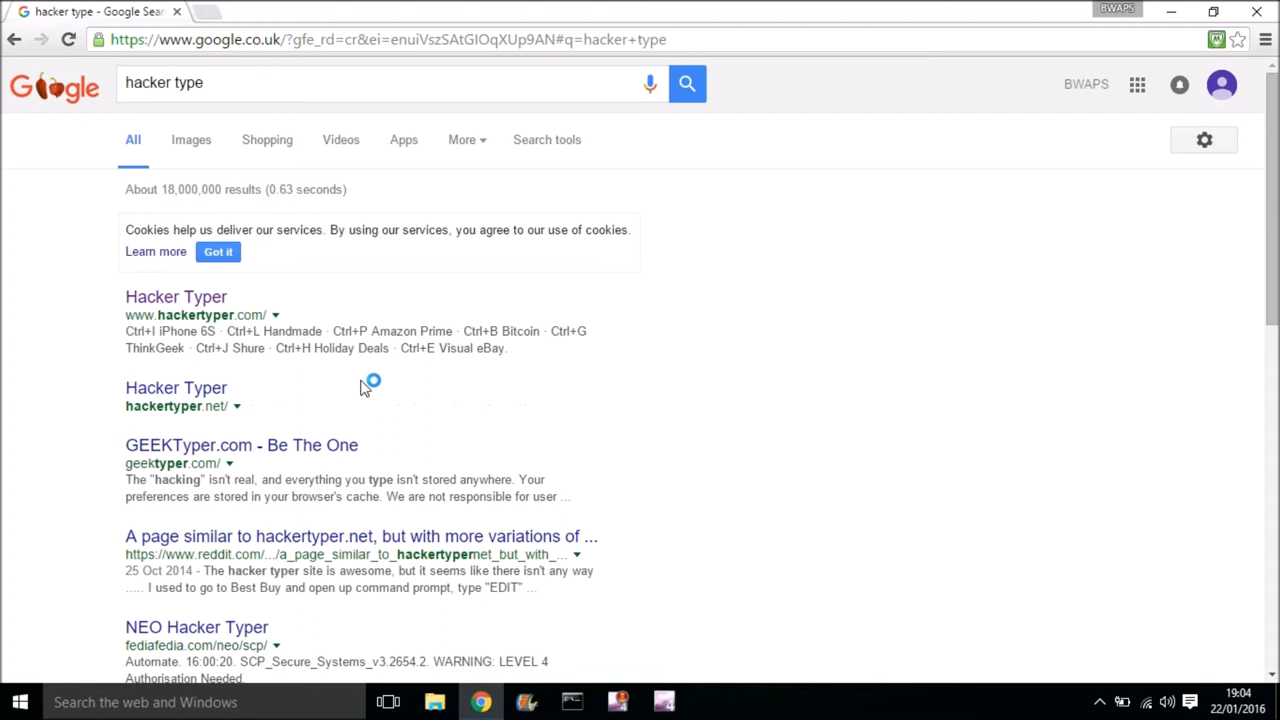 hacker type - Google Sear
BWAPS
https://www.google.co.uk/?gfe_rd=cr&ei=enuiVszSAtGIOqXUp9AN#q=hacker+type
Google
hacker type
BWAPS
All Images Shopping Videos Apps More Search tools
About 18,000,000 results (0.63 seconds)
Cookies help us deliver our services. By using our services, you agree to our use of cookies.
Learn more Got it
Hacker Typer
www.hackertyper.com/
Ctrl+I iPhone 6S · Ctrl+L Handmade · Ctrl+P Amazon Prime · Ctrl+B Bitcoin · Ctrl+G
ThinkGeek · Ctrl+J Shure · Ctrl+H Holiday Deals · Ctrl+E Visual eBay.
Hacker Typer
hackertyper.net/
GEEKTyper.com - Be The One
geektyper.com/
The "hacking" isn't real, and everything you type isn't stored anywhere. Your
preferences are stored in your browser's cache. We are not responsible for user ...
A page similar to hackertyper.net, but with more variations of ...
https://www.reddit.com/.../a_page_similar_to_hackertypernet_but_with_...
25 Oct 2014 - The hacker typer site is awesome, but it seems like there isn't any way
..... I used to go to Best Buy and open up command prompt, type "EDIT" ...
NEO Hacker Typer
fediafedia.com/neo/scp/
Automate. 16:00:20. SCP_Secure_Systems_v3.2654.2. WARNING: LEVEL 4
Authorisation Needed.
Search the web and Windows
19:04
22/01/2016